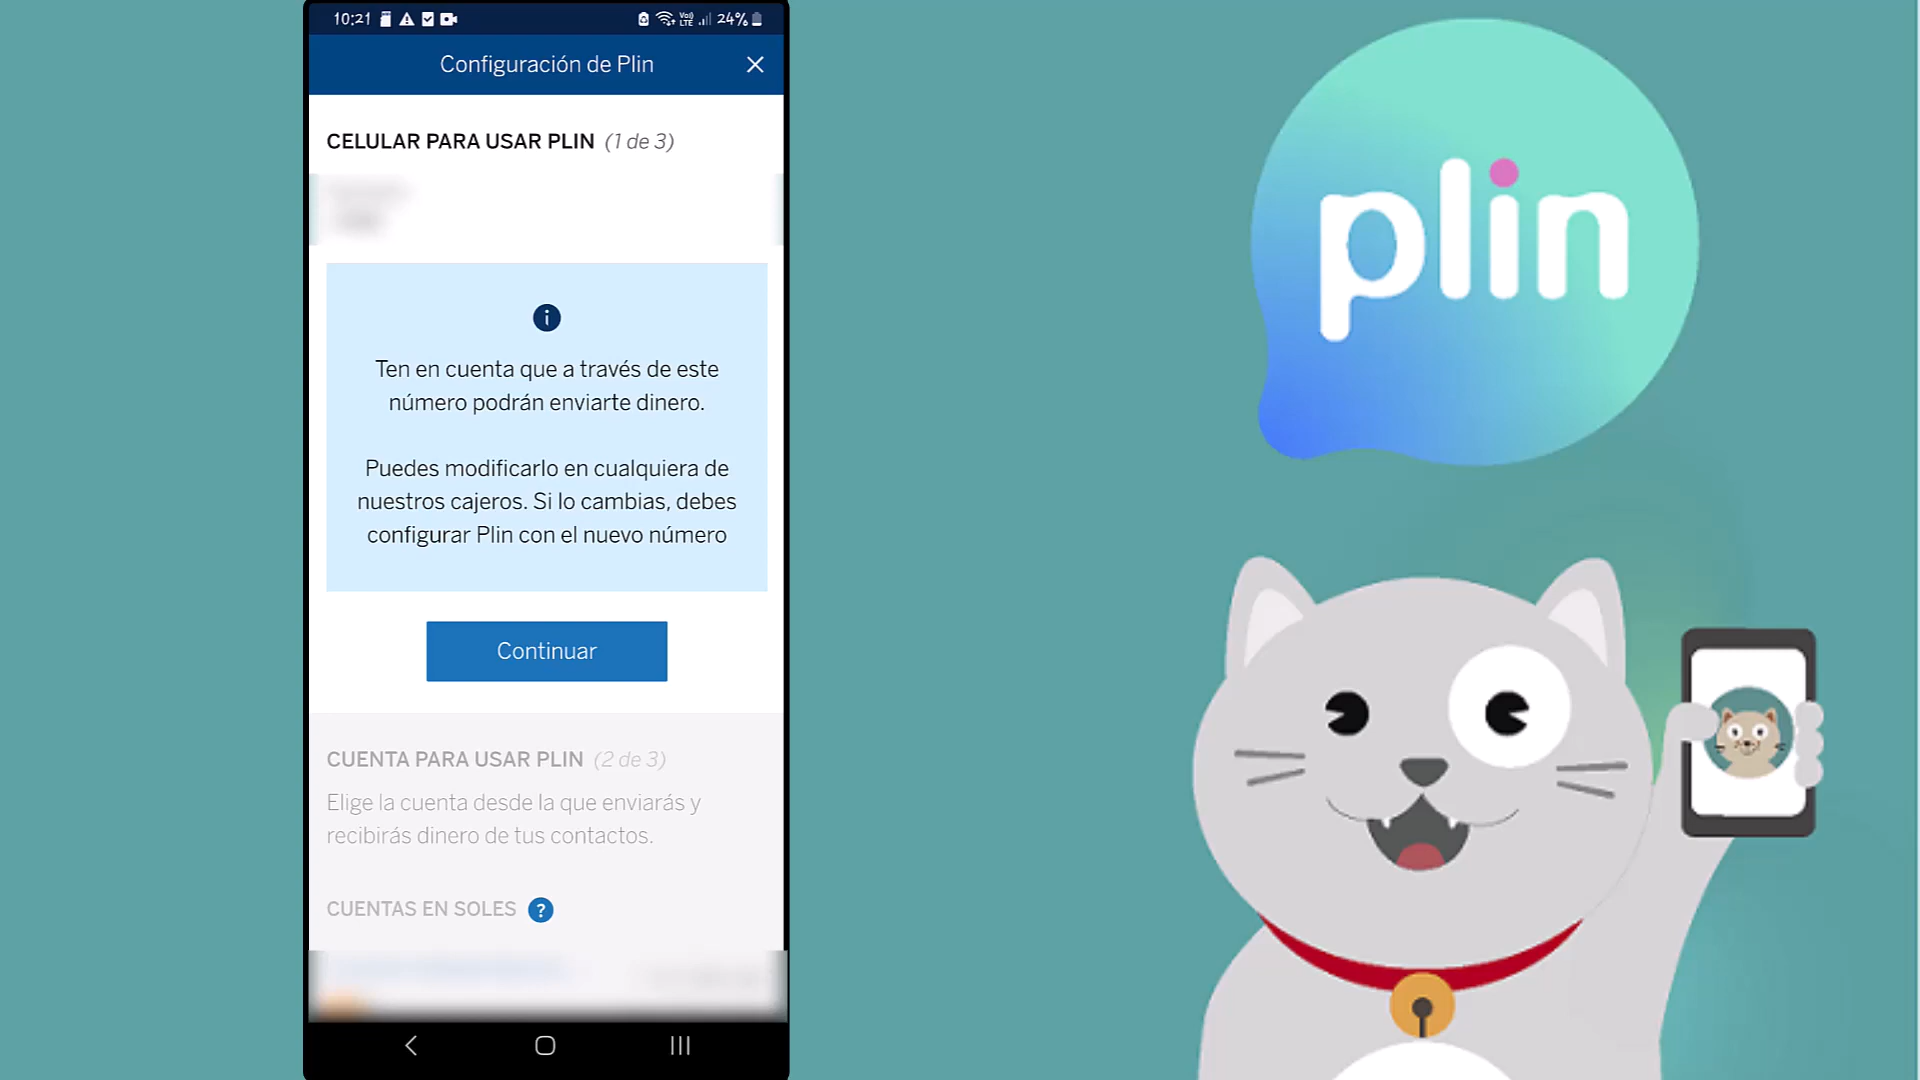 10:21
Vo)) LTE 24%
Configuración de Plin
CELULAR PARA USAR PLIN (1 de 3)
i
Ten en cuenta que a través de este
número podrán enviarte dinero.
Puedes modificarlo en cualquiera de
nuestros cajeros. Si lo cambias, debes
configurar Plin con el nuevo número
Continuar
CUENTA PARA USAR PLIN (2 de 3)
Elige la cuenta desde la que enviarás y
recibirás dinero de tus contactos.
CUENTAS EN SOLES ?
plin